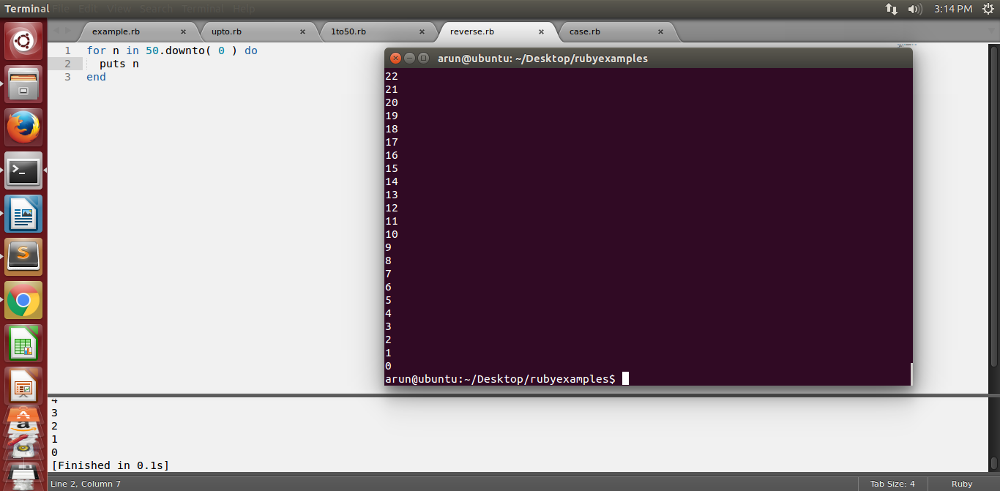 Terminal File Edit View Search Terminal Help
3:14 PM
example.rb
upto.rb
1to50.rb
reverse.rb
case.rb
1 for n in 50.downto( 0 ) do
2 puts n
3 end
arun@ubuntu: ~/Desktop/rubyexamples
22
21
20
19
18
17
16
15
14
13
12
11
10
9
8
7
6
5
4
3
2
1
0
arun@ubuntu:~/Desktop/rubyexamples$
4
3
2
1
0
[Finished in 0.1s]
Line 2, Column 7
Tab Size: 4
Ruby